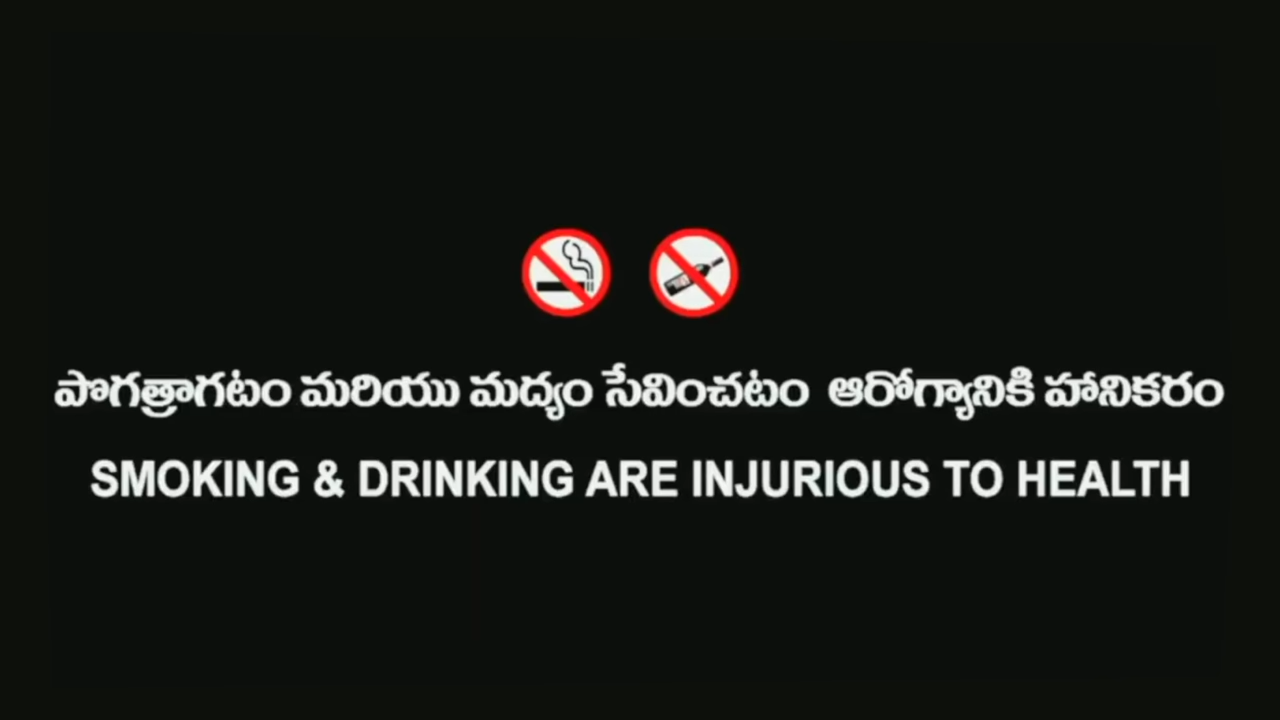 పొగత్రాగటం మరియు మద్యం సేవించటం ఆరోగ్యానికి హానికరం
SMOKING & DRINKING ARE INJURIOUS TO HEALTH